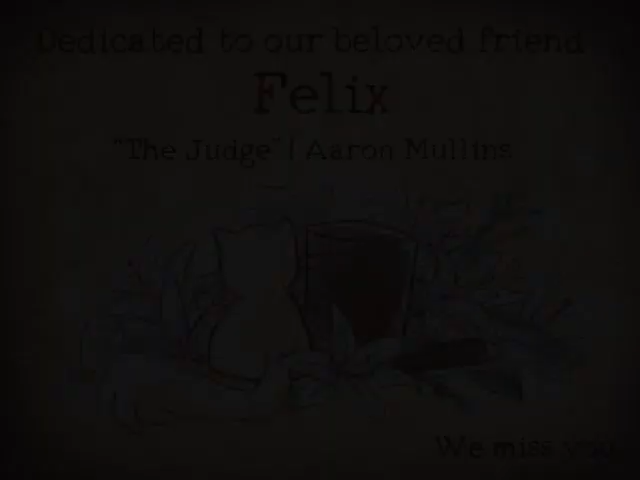 Dedicated to our beloved friend
Felix
"The Judge" | Aaron Mullins
We miss you